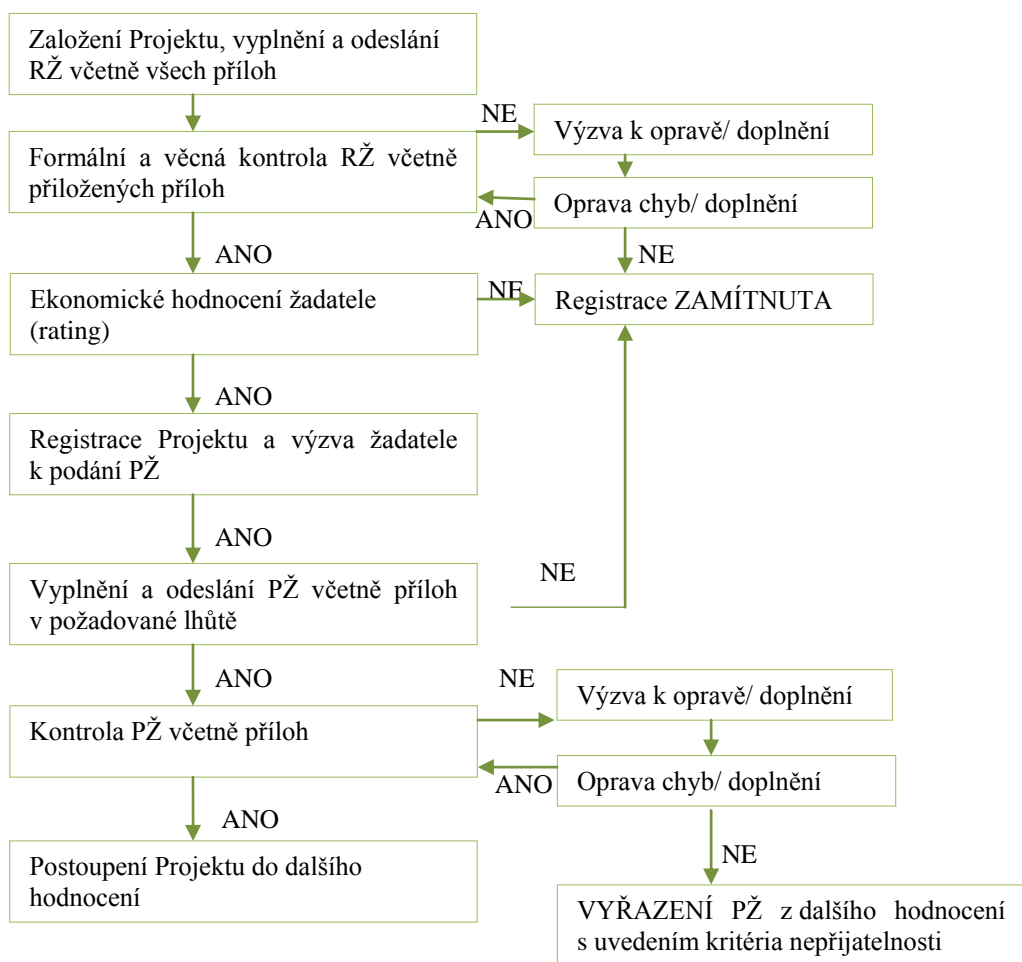 Založení Projektu, vyplnění a odeslání
RŽ včetně všech příloh
NE
Výzva k opravě/ doplnění
Formální a věcná kontrola RŽ včetně
přiložených příloh
Oprava chyb/ doplnění
ANO
ANO
NE
Ekonomické hodnocení žadatele
(rating)
NE
Registrace ZAMÍTNUTA
ANO
Registrace Projektu a výzva žadatele
k podání PŽ
ANO
NE
Vyplnění a odeslání PŽ včetně příloh
v požadované lhůtě
ANO
NE
Výzva k opravě/ doplnění
Kontrola PŽ včetně příloh
ANO
Oprava chyb/ doplnění
ANO
NE
Postoupení Projektu do dalšího
hodnocení
VYŘAZENÍ PŽ z dalšího hodnocení
s uvedením kritéria nepřijatelnosti